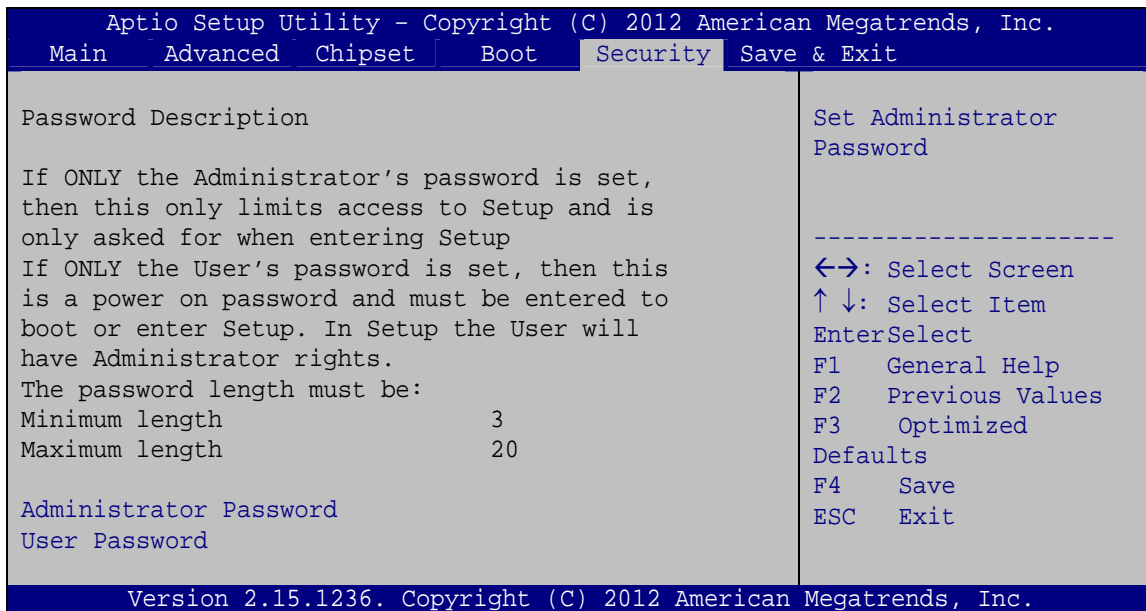 Aptio Setup Utility – Copyright (C) 2012 American Megatrends, Inc.
Main Advanced Chipset Boot Security Save & Exit
Password Description
If ONLY the Administrator’s password is set,
then this only limits access to Setup and is
only asked for when entering Setup
If ONLY the User’s password is set, then this
is a power on password and must be entered to
boot or enter Setup. In Setup the User will
have Administrator rights.
The password length must be:
Minimum length 3
Maximum length 20
Administrator Password
User Password
Set Administrator
Password
---------------------
←→: Select Screen
↑ ↓: Select Item
EnterSelect
F1 General Help
F2 Previous Values
F3 Optimized
Defaults
F4 Save
ESC Exit
Version 2.15.1236. Copyright (C) 2012 American Megatrends, Inc.